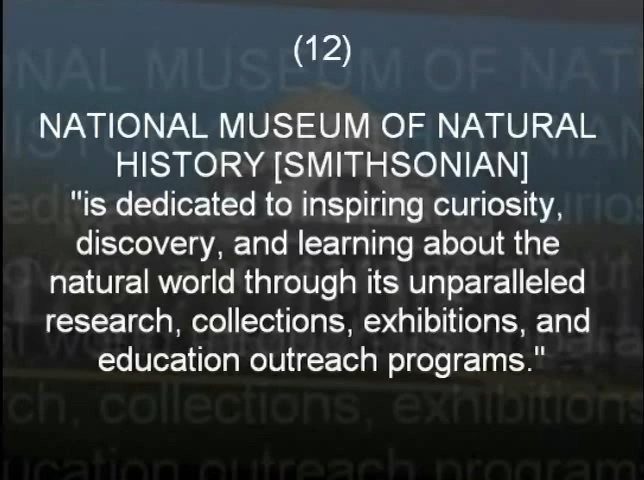 (12)
NATIONAL MUSEUM OF NATURAL
HISTORY [SMITHSONIAN]
"is dedicated to inspiring curiosity,
discovery, and learning about the
natural world through its unparalleled
research, collections, exhibitions, and
education outreach programs."